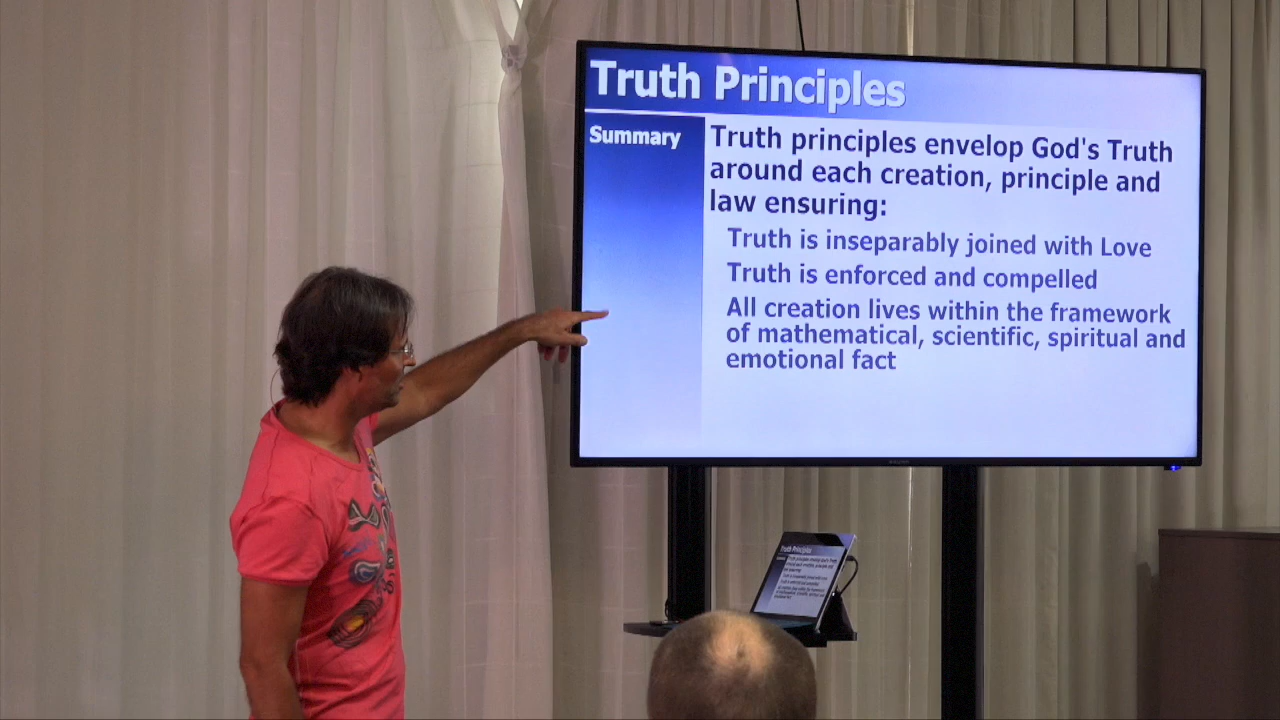 Truth Principles
Summary
Truth principles envelop God's Truth
around each creation, principle and
law ensuring:
Truth is inseparably joined with Love
Truth is enforced and compelled
All creation lives within the framework
of mathematical, scientific, spiritual and
emotional fact
Truth Principles